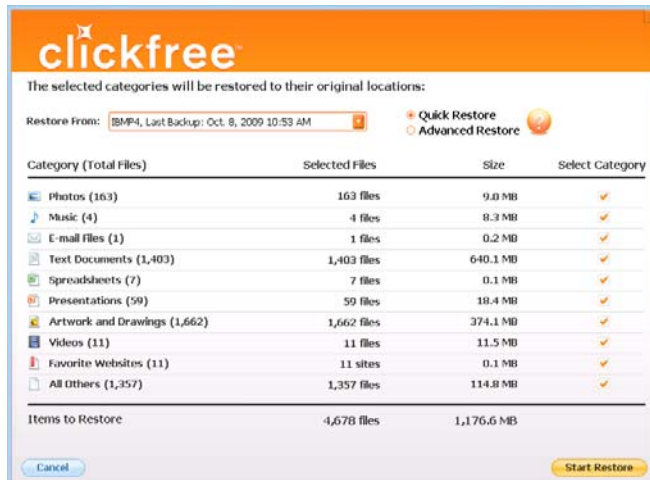 clickfree™
The selected categories will be restored to their original locations:
Restore From: IBMP4, Last Backup: Oct. 8, 2009 10:53 AM
Quick Restore
Advanced Restore
?
Category (Total Files) Selected Files Size Select Category
Photos (163) 163 files 9.0 MB
Music (4) 4 files 8.3 MB
E-mail Files (1) 1 files 0.2 MB
Text Documents (1,403) 1,403 files 640.1 MB
Spreadsheets (7) 7 files 0.1 MB
Presentations (59) 59 files 18.4 MB
Artwork and Drawings (1,662) 1,662 files 374.1 MB
Videos (11) 11 files 11.5 MB
Favorite Websites (11) 11 sites 0.1 MB
All Others (1,357) 1,357 files 114.8 MB
Items to Restore 4,678 files 1,176.6 MB
Cancel Start Restore